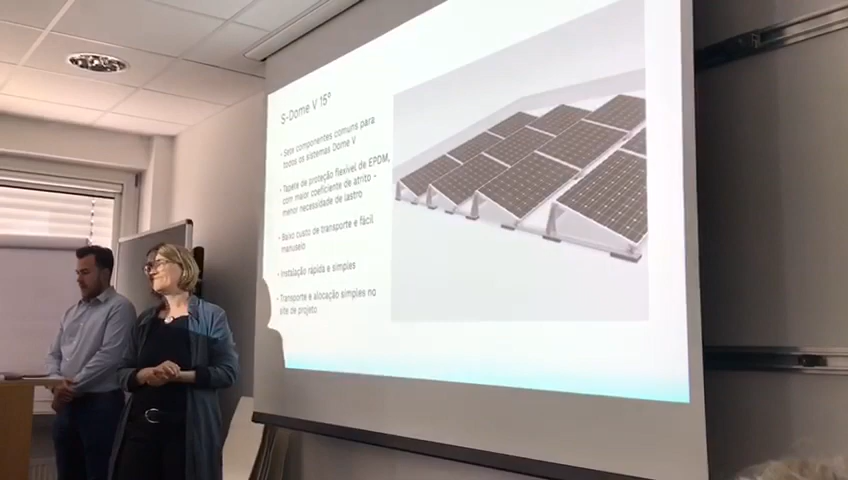 S-Dome V 15°
• Sete componentes comuns para
todos os sistemas Dome V
• Tapete de proteção flexível de EPDM,
com maior coeficiente de atrito -
menor necessidade de lastro
• Baixo custo de transporte e fácil
manuseio
• Instalação rápida e simples
• Transporte e alocação simples no
site de projeto